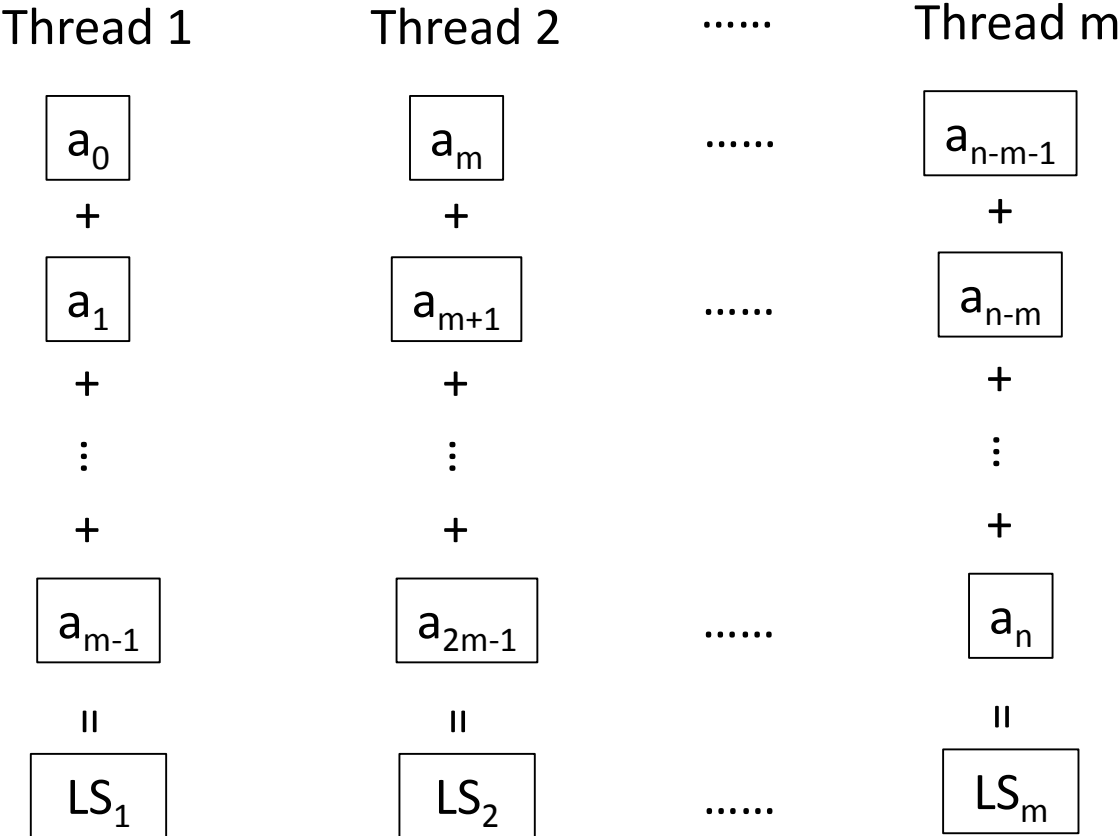 Thread 1 Thread 2 ...... Thread m
a0 am ...... an-m-1
+ + +
a1 am+1 ...... an-m
+ + +
⋮ ⋮ ⋮
+ + +
am-1 a2m-1 ...... an
= = =
LS1 LS2 ...... LSm